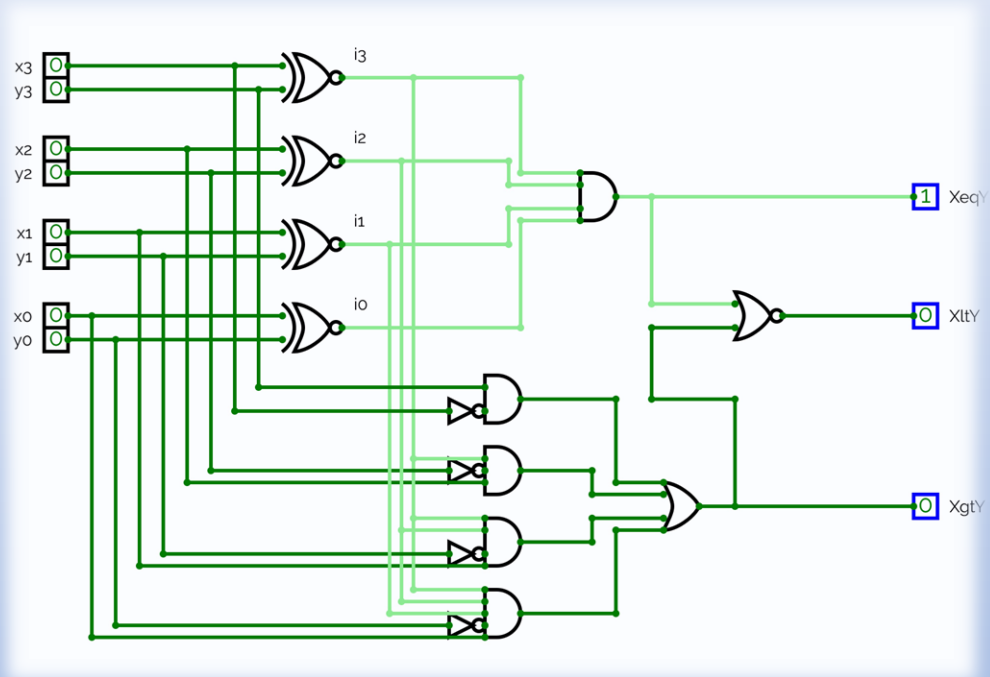 x3 0
y3 0
i3
x2 0
y2 0
i2
x1 0
y1 0
i1
x0 0
y0 0
i0
1 XeqY
0 XltY
0 XgtY